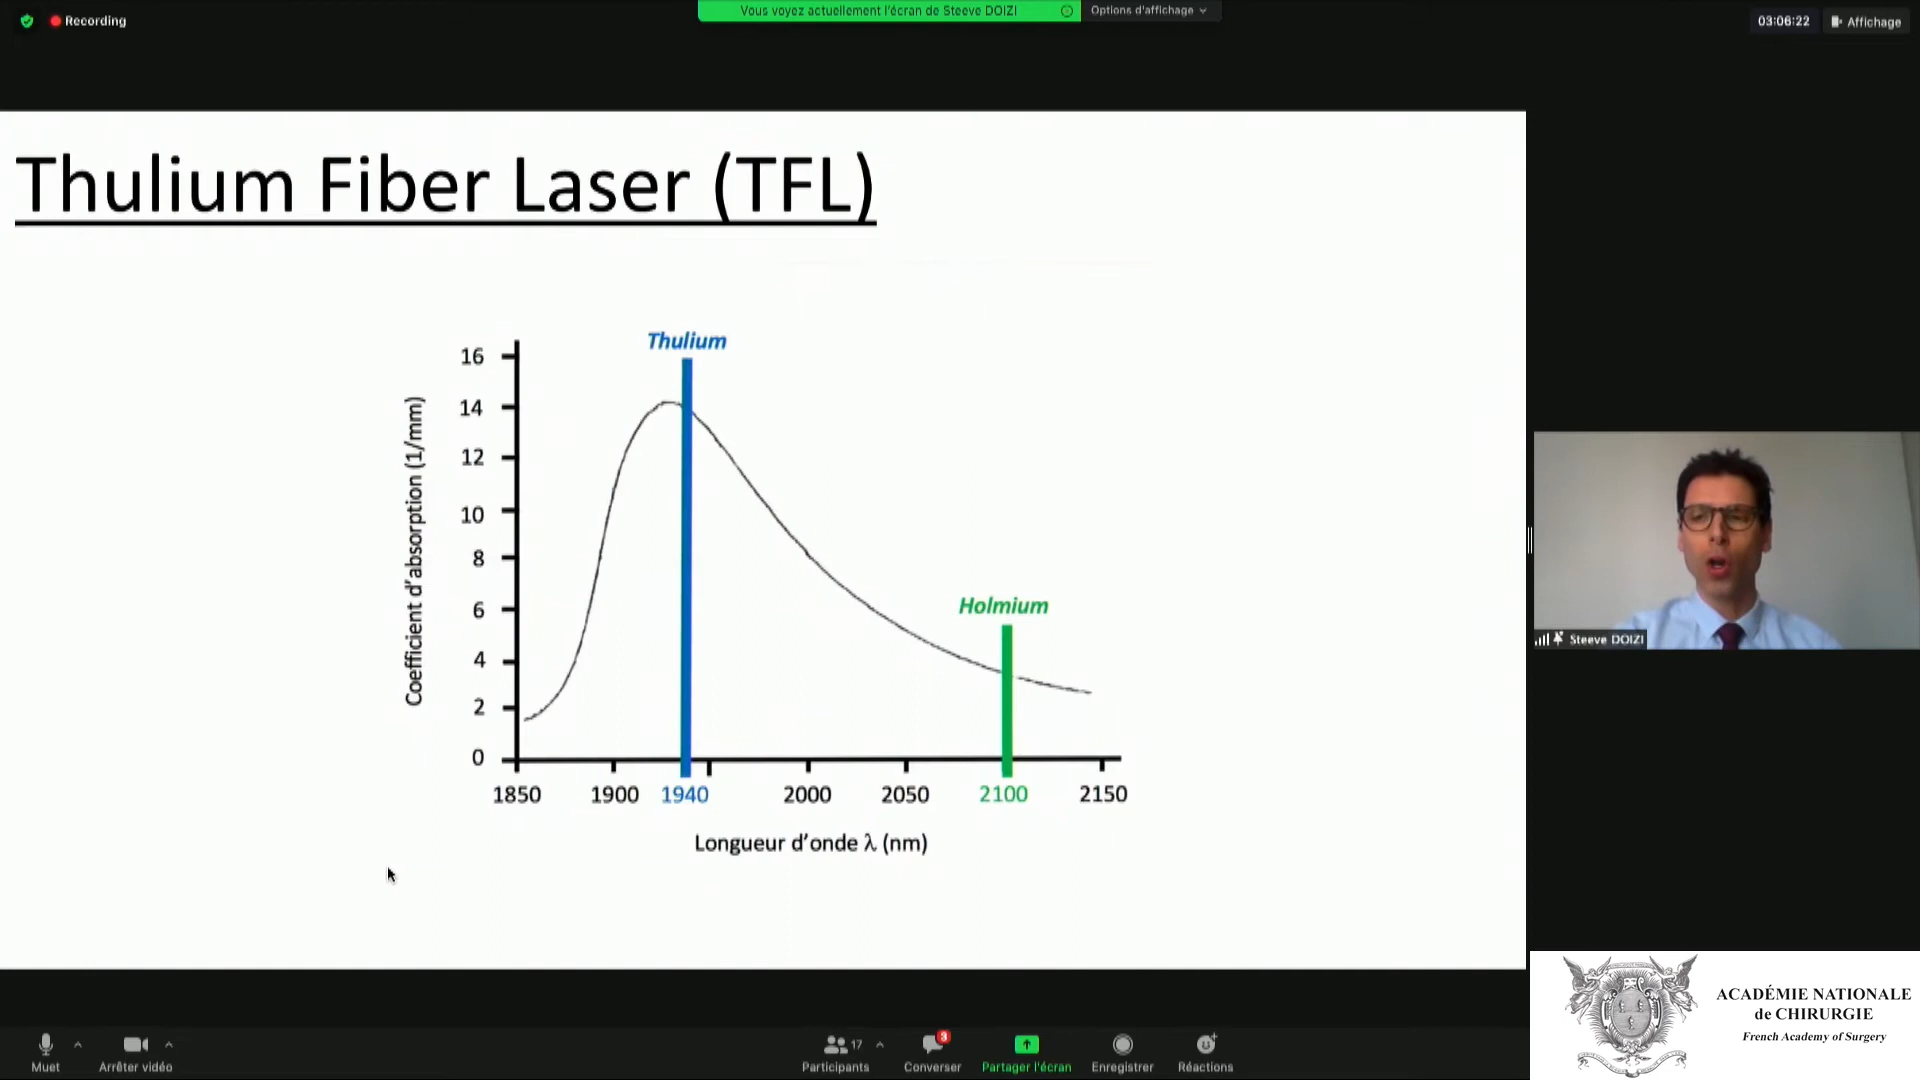 Recording
Vous voyez actuellement l'écran de Steeve DOIZI
Options d'affichage
03:06:22
Affichage
Thulium Fiber Laser (TFL)
Thulium
Holmium
Coefficient d'absorption (1/mm)
16
14
12
10
8
6
4
2
0
1850
1900
1940
2000
2050
2100
2150
Longueur d'onde λ (nm)
Steeve DOIZI
ACADÉMIE NATIONALE
de CHIRURGIE
French Academy of Surgery
Muet
Arrêter vidéo
17
Participants
3
Converser
Partager l'écran
Enregistrer
Réactions